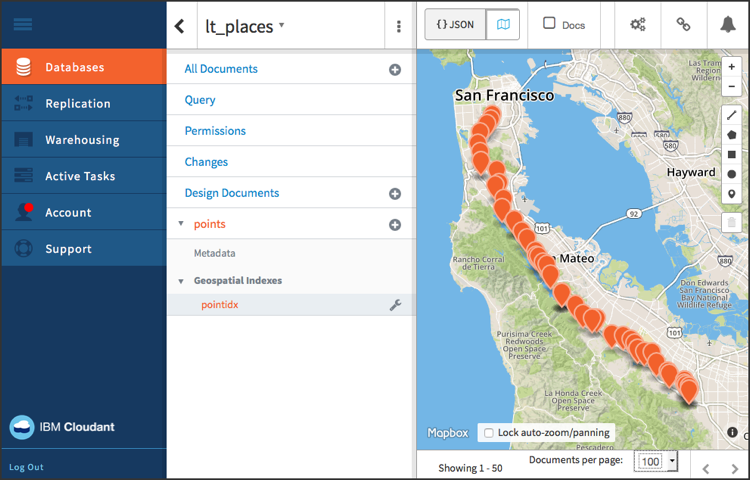 Databases
Replication
Warehousing
Active Tasks
Account
Support
IBM Cloudant
Log Out
lt_places
All Documents
Query
Permissions
Changes
Design Documents
points
Metadata
Geospatial Indexes
pointidx
{} JSON
Docs
San Francisco
880
580
Hayward
92
101
Mateo
Rancho Corral
de Tierra
880
Don Edwards
San Francisco
Bay National
Wildlife Refuge
101
Purisima Creek
Redwoods
Open Space
Preserve
La Honda Creek
Open Space
Preserve
Mapbox
Lock auto-zoom/panning
Showing 1 - 50
Documents per page:
100